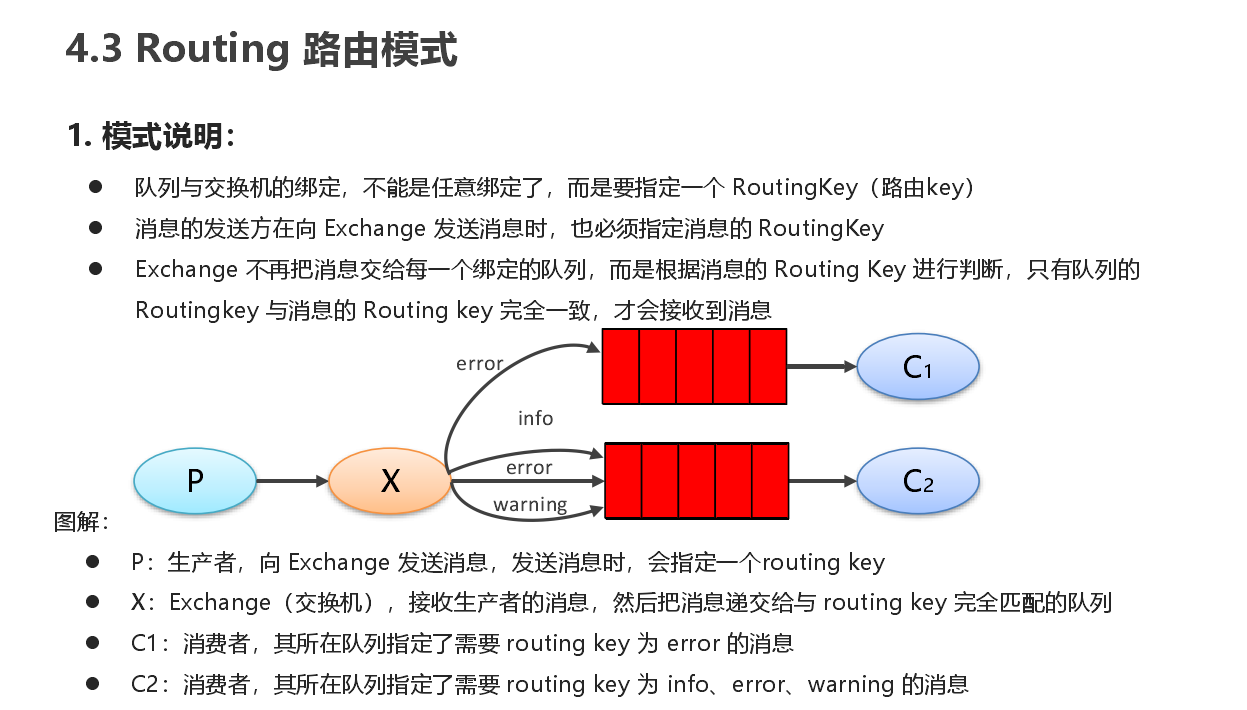 4.3 Routing 路由模式
1. 模式说明：
● 队列与交换机的绑定，不能是任意绑定了，而是要指定一个 RoutingKey（路由key）
● 消息的发送方在向 Exchange 发送消息时，也必须指定消息的 RoutingKey
● Exchange 不再把消息交给每一个绑定的队列，而是根据消息的 Routing Key 进行判断，只有队列的
Routingkey 与消息的 Routing key 完全一致，才会接收到消息
error
C1
info
P
X
error
C2
warning
图解：
● P：生产者，向 Exchange 发送消息，发送消息时，会指定一个routing key
● X：Exchange（交换机），接收生产者的消息，然后把消息递交给与 routing key 完全匹配的队列
● C1：消费者，其所在队列指定了需要 routing key 为 error 的消息
● C2：消费者，其所在队列指定了需要 routing key 为 info、error、warning 的消息